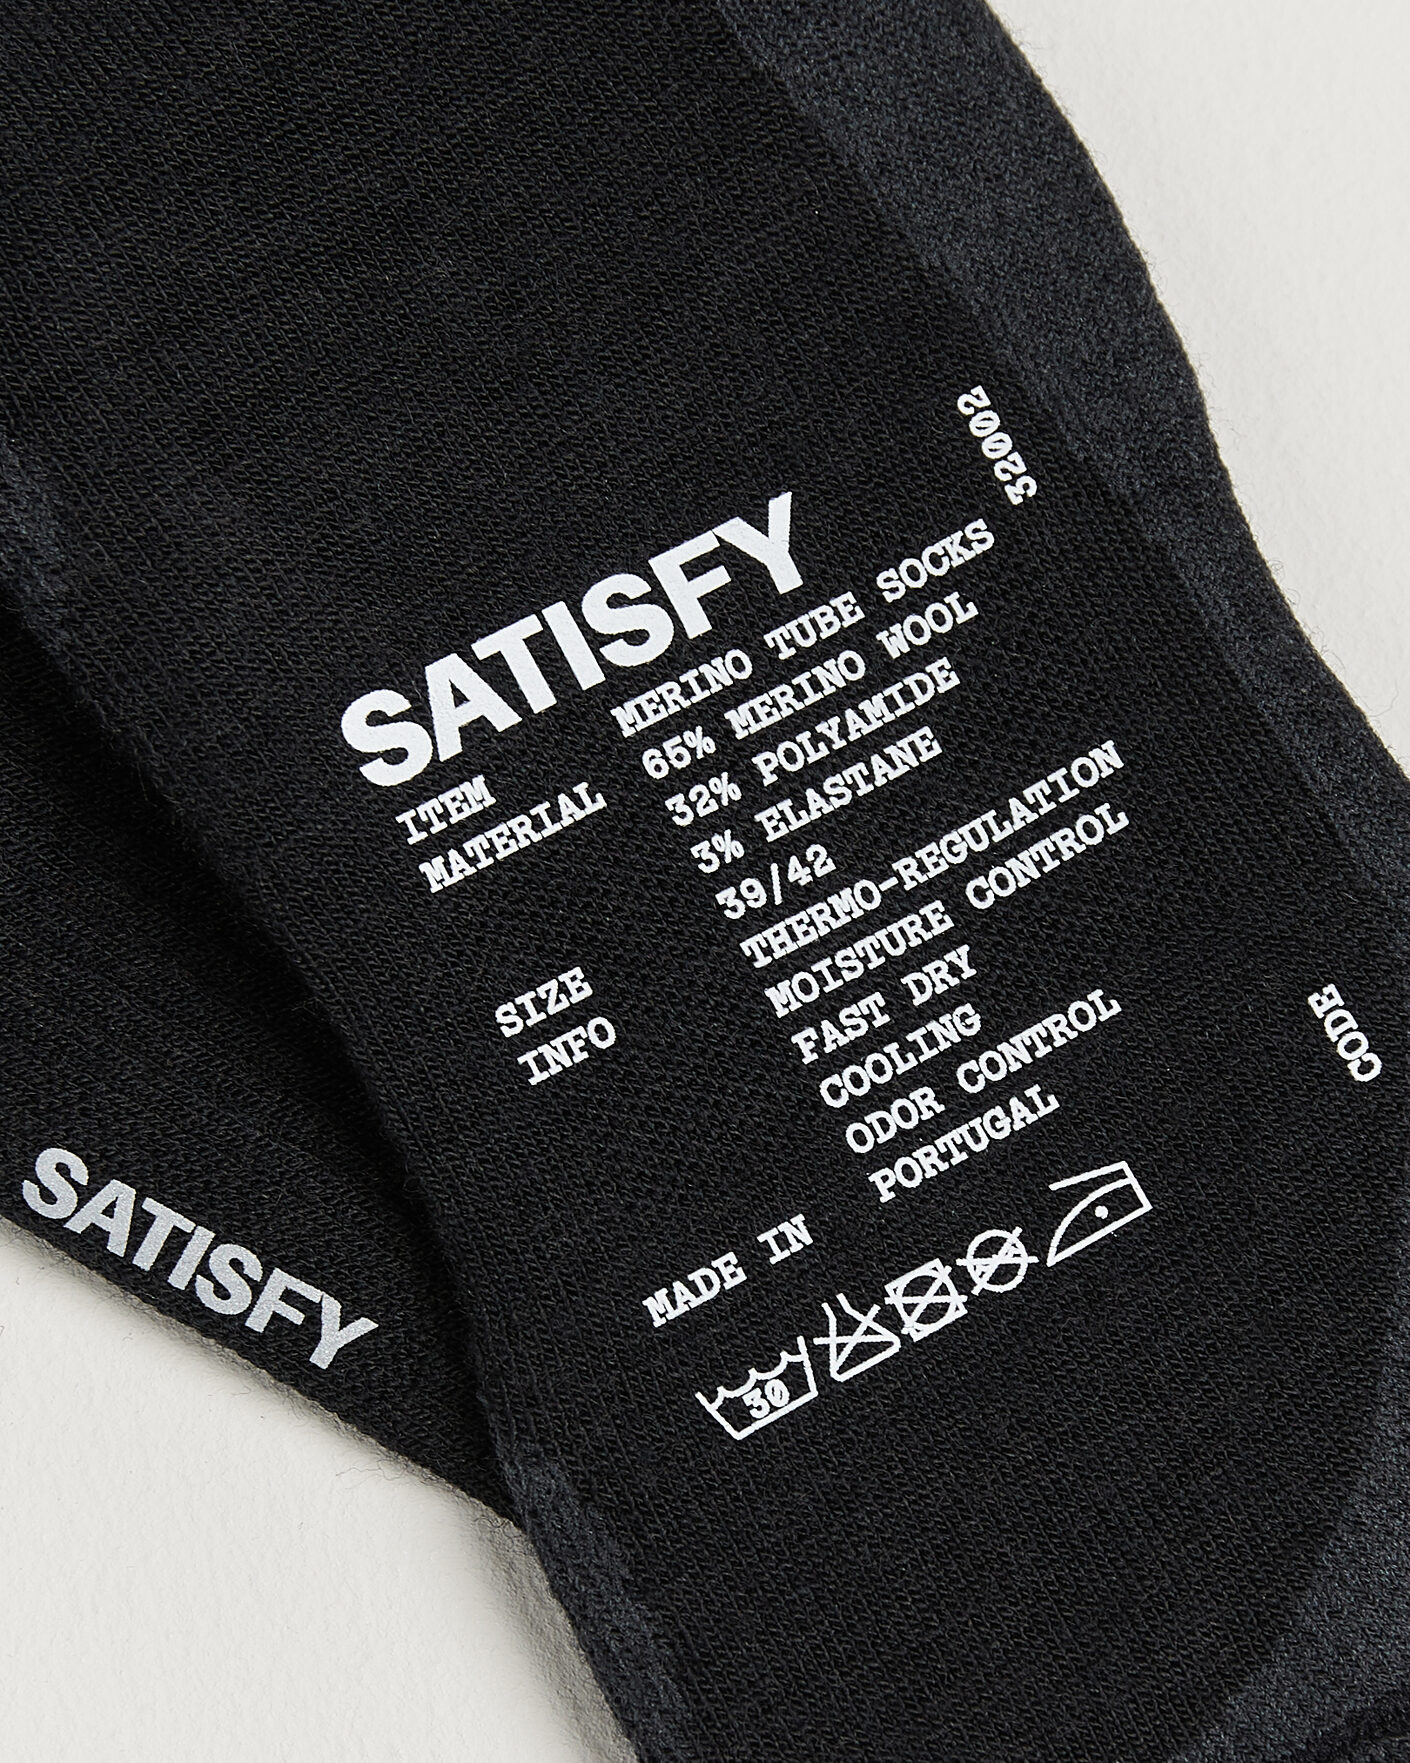 SATISFY
ITEM MERINO TUBE SOCKS
MATERIAL 65% MERINO WOOL
32% POLYAMIDE
3% ELASTANE
SIZE 39/42
INFO THERMO-REGULATION
MOISTURE CONTROL
FAST DRY
COOLING
ODOR CONTROL
MADE IN PORTUGAL
30
CODE 32002
SATISFY